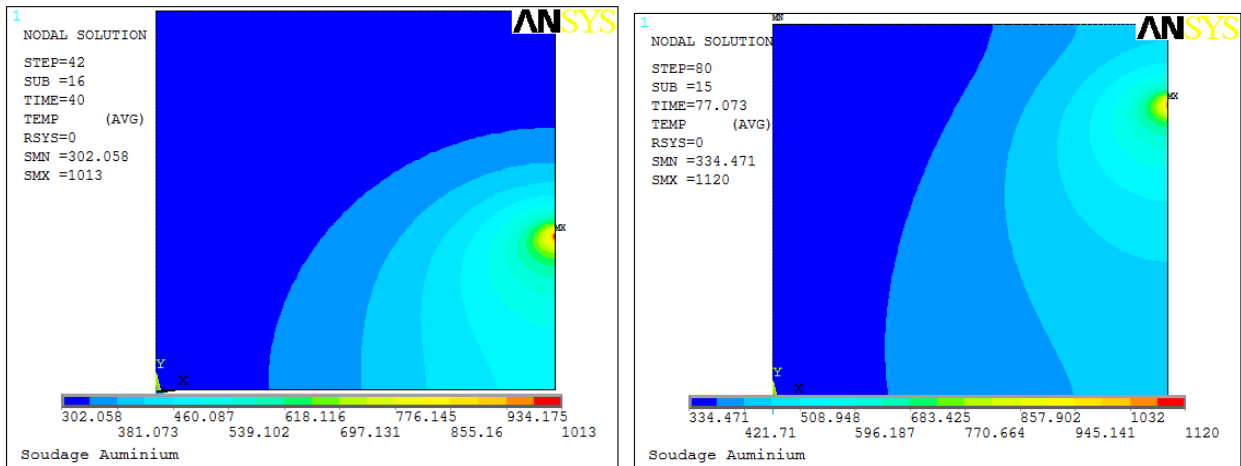 1
ANSYS
NODAL SOLUTION
STEP=42
SUB =16
TIME=40
TEMP (AVG)
RSYS=0
SMN =302.058
SMX =1013
MX
Y
X
302.058 460.087 618.116 776.145 934.175
381.073 539.102 697.131 855.16 1013
Soudage Auminium
1
MN
ANSYS
NODAL SOLUTION
STEP=80
SUB =15
TIME=77.073
TEMP (AVG)
RSYS=0
SMN =334.471
SMX =1120
MX
Y
X
334.471 508.948 683.425 857.902 1032
421.71 596.187 770.664 945.141 1120
Soudage Auminium